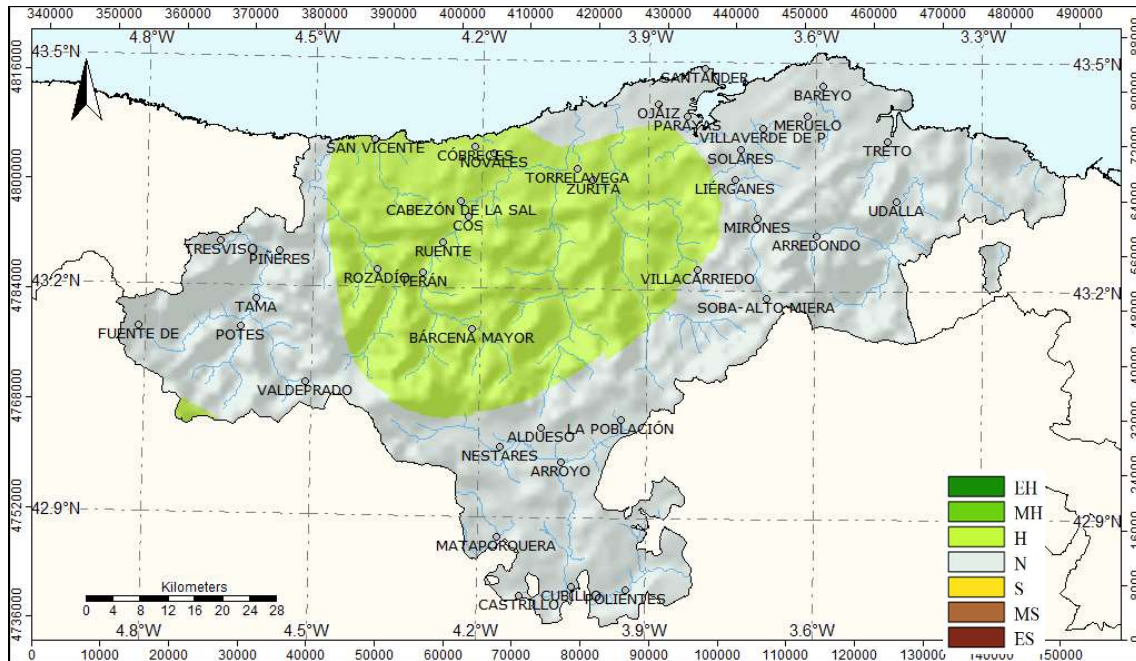 340000 350000 360000 370000 380000 390000 400000 410000 420000 430000 440000 450000 460000 470000 480000 490000
4.8°W 4.5°W 4.2°W 3.9°W 3.6°W 3.3°W
43.5°N 43.5°N
4816000
SANTANDER
BAREYO
OJAIZ
PARAYAS
MERUELO
VILLAVERDE DE P.
SAN VICENTE
CÓBRECES
NOVALES
SOLARES
TRETO
4800000
TORRELAVEGA
ZURITA
LIÉRGANES
CABEZÓN DE LA SAL
UDALLA
COS
MIRONES
TRESVISO
PIÑERES
RUENTE
ARREDONDO
ROZADÍO
TERÁN
VILLACARRIEDO
43.2°N 43.2°N
4784000
TAMA
SOBA-ALTO MIERA
FUENTE DE
POTES
BÁRCENA MAYOR
4768000
VALDEPRADO
LA POBLACIÓN
ALDUESO
NESTARES
ARROYO
EH
MH
42.9°N 42.9°N
4752000
H
MATAPORQUERA
N
Kilometers
S
0 4 8 12 16 20 24 28
CUBILLO
CASTRILLO
POLIENTES
MS
4736000
ES
4.8°W 4.5°W 4.2°W 3.9°W 3.6°W
10000 20000 30000 40000 50000 60000 70000 80000 90000 100000 110000 120000 130000 140000 150000